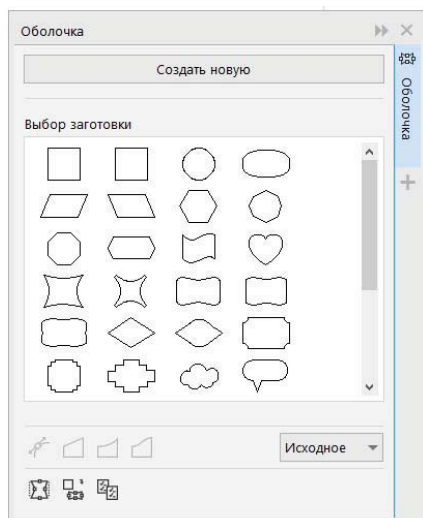 Оболочка
Создать новую
Выбор заготовки
Исходное
Оболочка